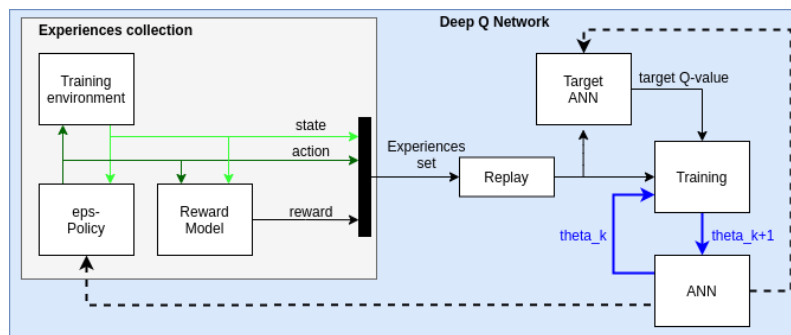 Experiences collection
Deep Q Network
Training
environment
Target
ANN
target Q-value
state
action
Experiences
set
eps-
Policy
Reward
Model
reward
Replay
Training
theta_k
theta_k+1
ANN